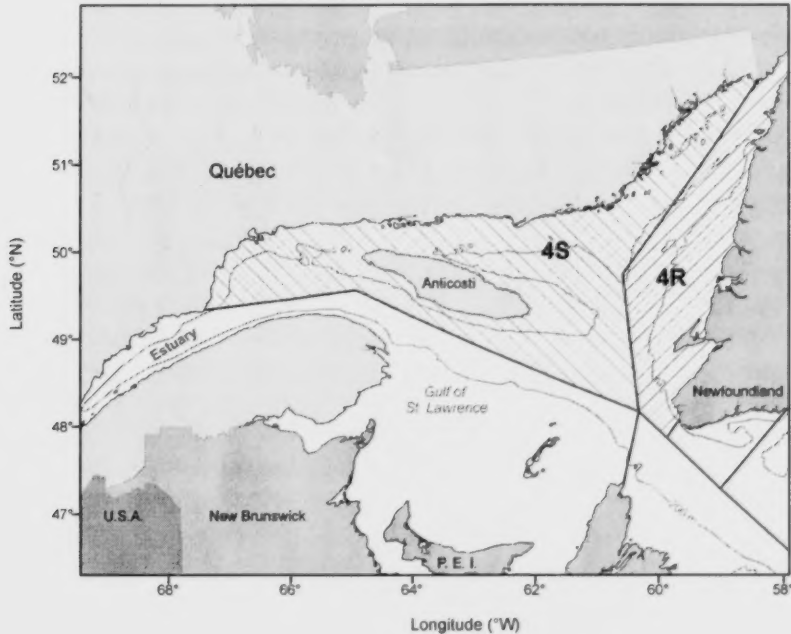 52°
51°
50°
49°
48°
47°
Latitude (°N)
Québec
4S
4R
Anticosti
Estuary
Gulf of
St. Lawrence
Newfoundland
U.S.A.
New Brunswick
P. E. I.
68°
66°
64°
62°
60°
58°
Longitude (°W)